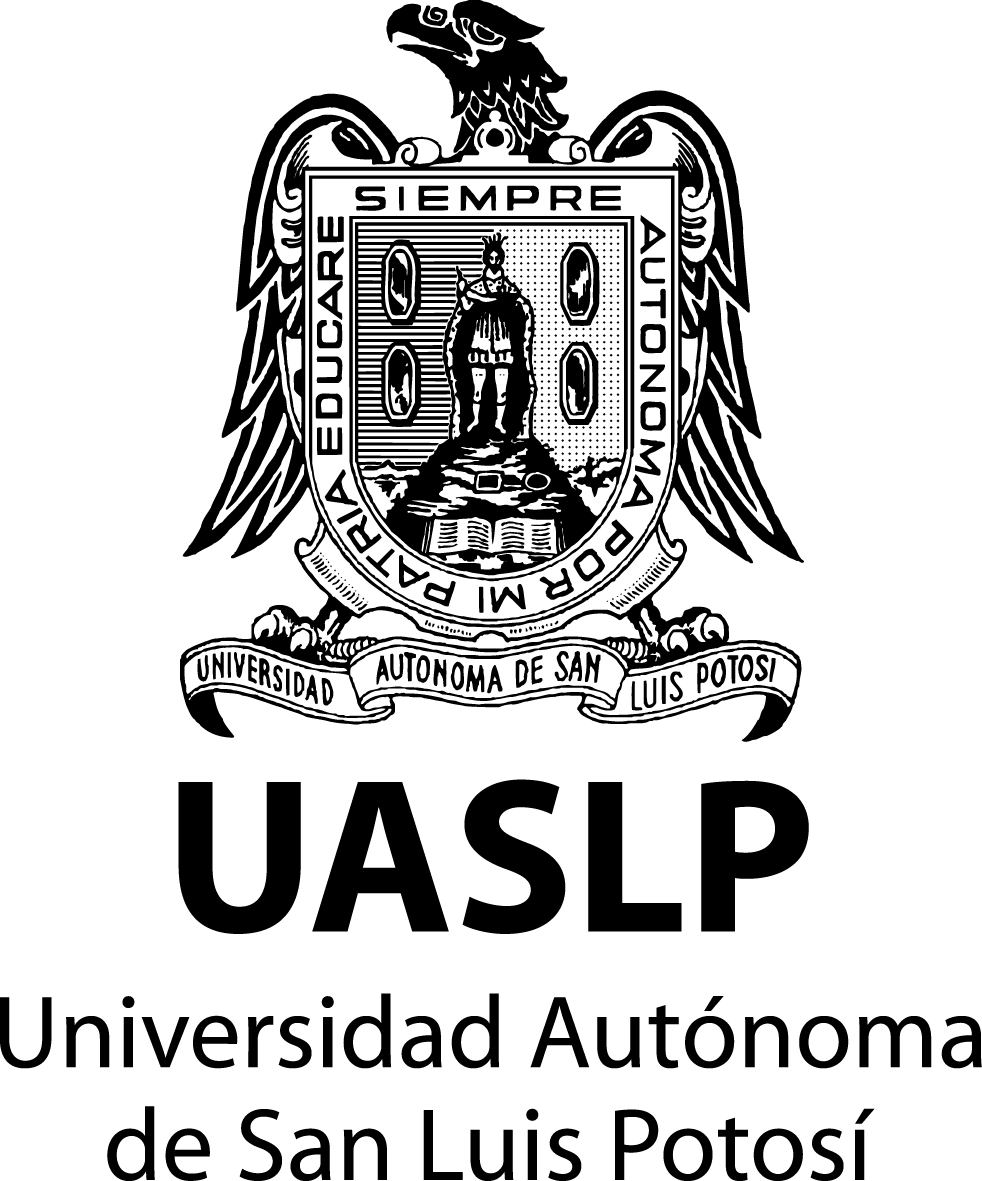 SIEMPRE AUTONOMA POR MI PATRIA EDUCARE
UNIVERSIDAD AUTONOMA DE SAN LUIS POTOSI
UASLP
Universidad Autónoma
de San Luis Potosí